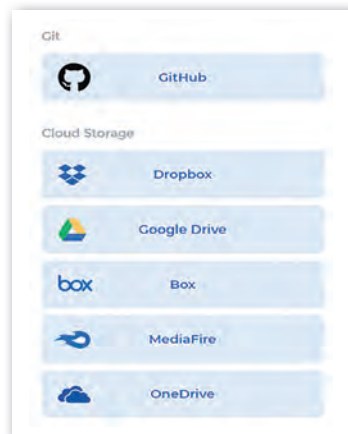 Git
GitHub
Cloud Storage
Dropbox
Google Drive
box Box
MediaFire
OneDrive